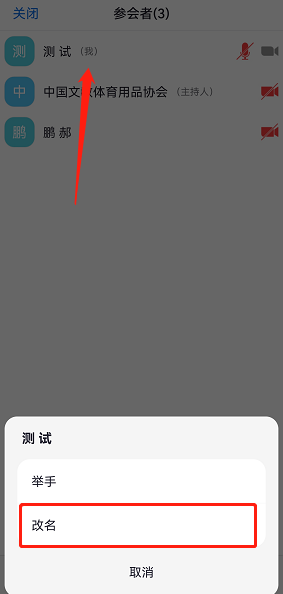 关闭 参会者(3)
测 测 试 (我)
中 中国文教体育用品协会 (主持人)
鹏 鹏 郝
测 试
举手
改名
取消